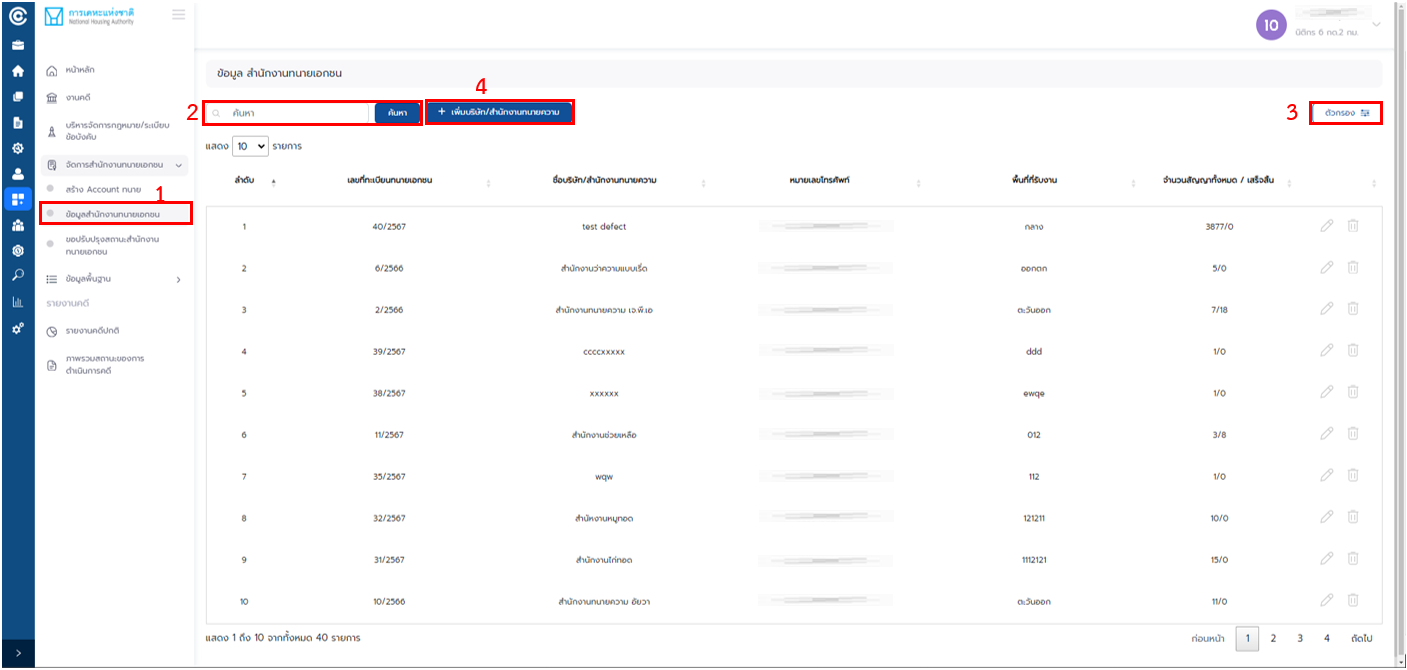 การเคหะแห่งชาติ
National Housing Authority
10
นิติกร 6 กต.2 กม.
หน้าหลัก
งานคดี
บริหารจัดการกฎหมาย/ระเบียบ
ข้อบังคับ
จัดการสำนักงานทนายเอกชน
สร้าง Account ทนาย
1
ข้อมูลสำนักงานทนายเอกชน
ขอปรับปรุงสถานะสำนักงาน
ทนายเอกชน
ข้อมูลพื้นฐาน
รายงานคดี
รายงานคดีปกติ
ภาพรวมสถานะของการ
ดำเนินการคดี
ข้อมูล สำนักงานทนายเอกชน
2 ค้นหา ค้นหา 4 + เพิ่มบริษัท/สำนักงานทนายความ 3 ตัวกรอง
แสดง 10 รายการ
ลำดับ เลขที่ทะเบียนทนายเอกชน ชื่อบริษัท/สำนักงานทนายความ หมายเลขโทรศัพท์ พื้นที่ที่รับงาน จำนวนสัญญาทั้งหมด / เสร็จสิ้น
1 40/2567 test defect กลาง 3877/0
2 6/2566 สำนักงานว่าความแบบเริ่ด ออกตก 5/0
3 2/2566 สำนักงานทนายความ เจ.พี.เอ ตะวันออก 7/18
4 39/2567 ccccxxxxx ddd 1/0
5 38/2567 xxxxxx ewqe 1/0
6 11/2567 สำนักงานช่วยเหลือ 012 3/8
7 35/2567 wqw 112 1/0
8 32/2567 สำนักงานหมูทอด 121211 10/0
9 31/2567 สำนักงานไก่ทอด 1112121 15/0
10 10/2566 สำนักงานทนายความ อัยวา ตะวันออก 11/0
แสดง 1 ถึง 10 จากทั้งหมด 40 รายการ
ก่อนหน้า 1 2 3 4 ถัดไป